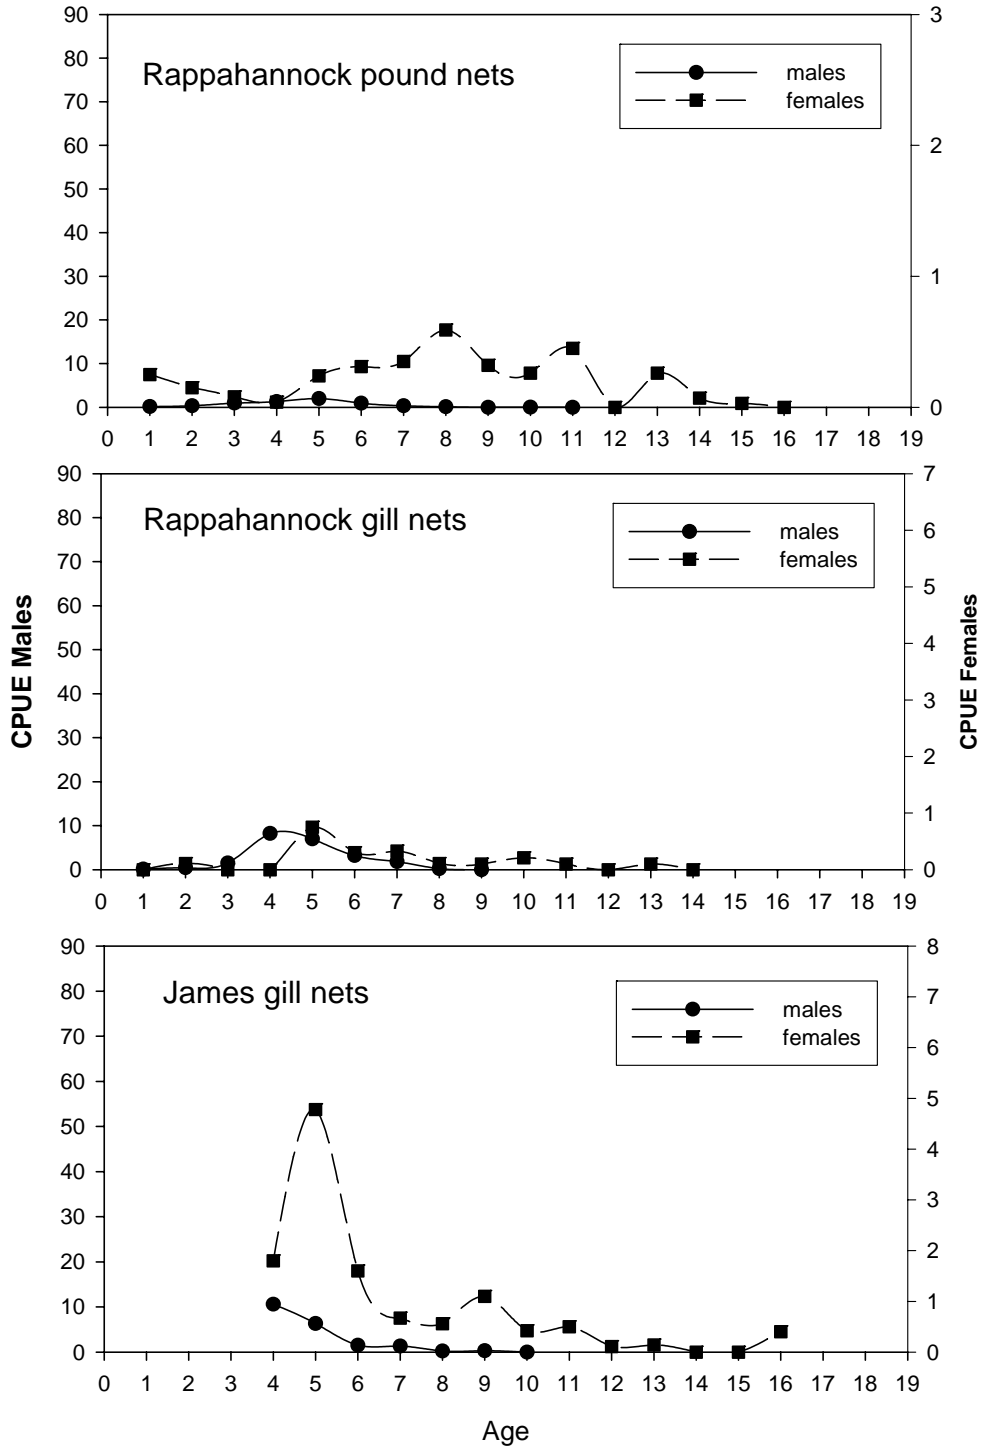 90 3
80
Rappahannock pound nets
males
females
70
60 2
50
40
30 1
20
10
0 0
0 1 2 3 4 5 6 7 8 9 10 11 12 13 14 15 16 17 18 19
90 7
80
Rappahannock gill nets
males
females
6
70
60 5
50 4
40
30 3
20 2
10 1
0 0
0 1 2 3 4 5 6 7 8 9 10 11 12 13 14 15 16 17 18 19
CPUE Males
CPUE Females
90 8
80 7
James gill nets
males
females
70 6
60
50 5
40 4
30 3
20 2
10 1
0 0
0 1 2 3 4 5 6 7 8 9 10 11 12 13 14 15 16 17 18 19
Age